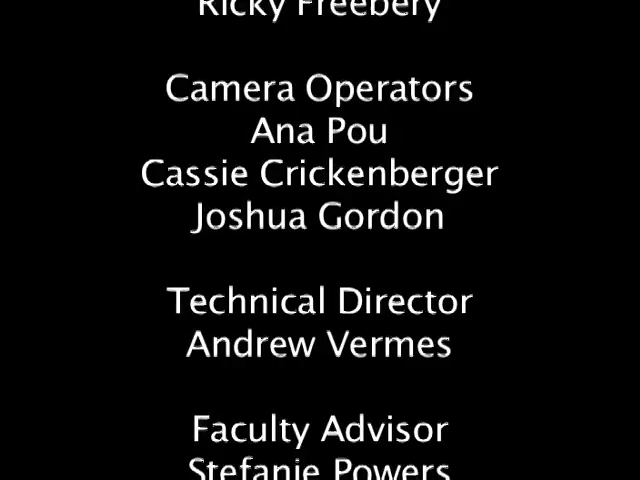 Ricky Freebery
Camera Operators
Ana Pou
Cassie Crickenberger
Joshua Gordon
Technical Director
Andrew Vermes
Faculty Advisor
Stefanie Powers